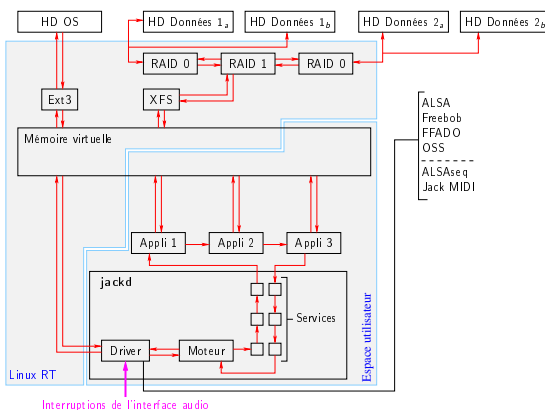 HD OS
HD Données 1a
HD Données 1b
HD Données 2a
HD Données 2b
RAID 0
RAID 1
RAID 0
Ext3
XFS
ALSA
Freebob
FFADO
OSS
ALSAseq
Jack MIDI
Mémoire virtuelle
Appli 1
Appli 2
Appli 3
jackd
Services
Driver
Moteur
Espace utilisateur
Linux RT
Interruptions de l'interface audio